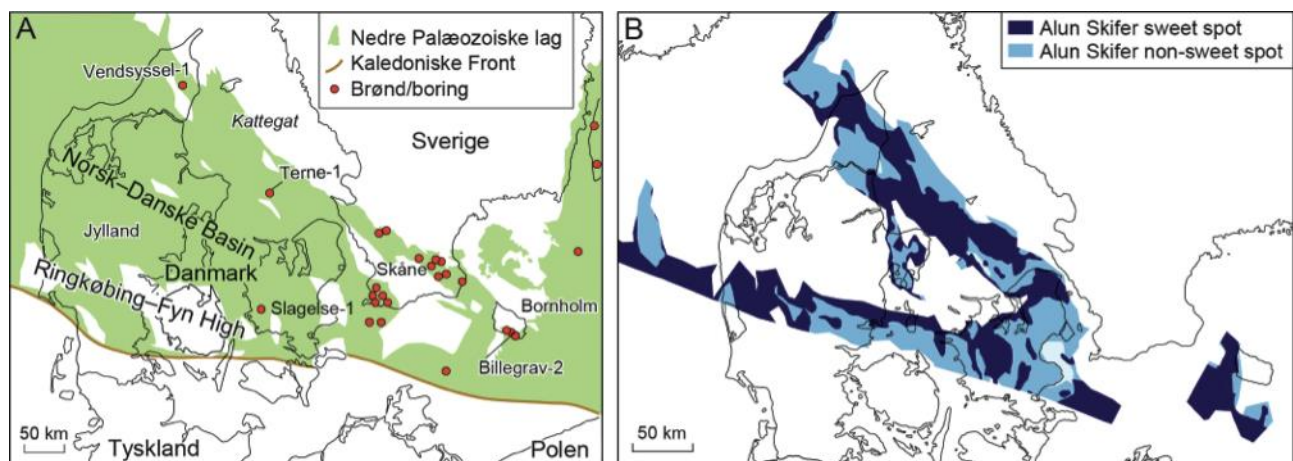 A
Nedre Palæozoiske lag
Kaledoniske Front
Brønd/boring
Vendsyssel-1
Kattegat
Sverige
Terne-1
Norsk–Danske Basin
Jylland
Danmark
Skåne
Ringkøbing–Fyn High
Slagelse-1
Bornholm
Billegrav-2
50 km
Tyskland
Polen
B
Alun Skifer sweet spot
Alun Skifer non-sweet spot
50 km